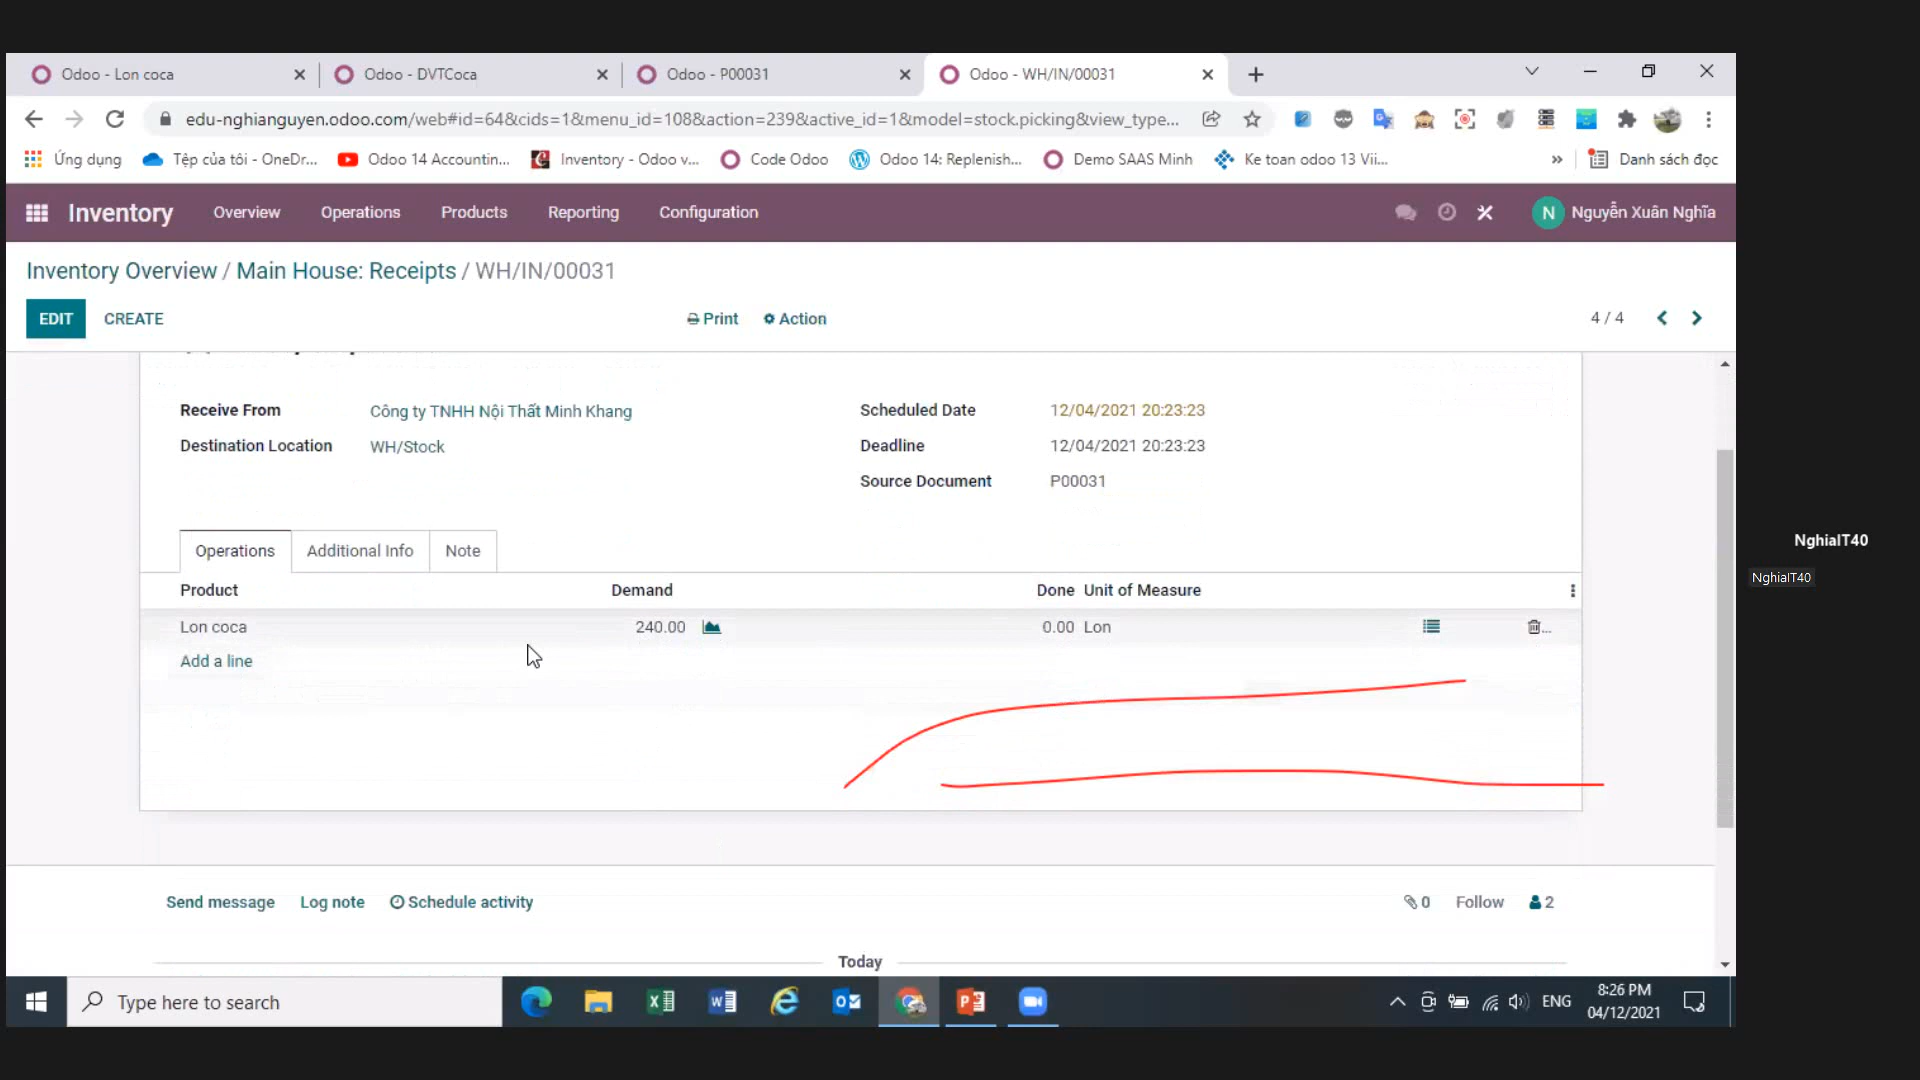 Odoo - Lon coca
Odoo - DVTCoca
Odoo - P00031
Odoo - WH/IN/00031
edu-nghianguyen.odoo.com/web#id=64&cids=1&menu_id=108&action=239&active_id=1&model=stock.picking&view_type...
Ứng dụng
Tệp của tôi - OneDr...
Odoo 14 Accountin...
Inventory - Odoo v...
Code Odoo
Odoo 14: Replenish...
Demo SAAS Minh
Ke toan odoo 13 Vii...
»
Danh sách đọc
Inventory
Overview
Operations
Products
Reporting
Configuration
N
Nguyễn Xuân Nghĩa
Inventory Overview / Main House: Receipts / WH/IN/00031
EDIT
CREATE
Print
Action
4 / 4
Receive From
Công ty TNHH Nội Thất Minh Khang
Scheduled Date
12/04/2021 20:23:23
Destination Location
WH/Stock
Deadline
12/04/2021 20:23:23
Source Document
P00031
Operations
Additional Info
Note
Product
Demand
Done
Unit of Measure
Lon coca
240.00
0.00
Lon
...
Add a line
NghiaIT40
NghiaIT40
Send message
Log note
Schedule activity
0
Follow
2
Today
Type here to search
ENG
8:26 PM
04/12/2021